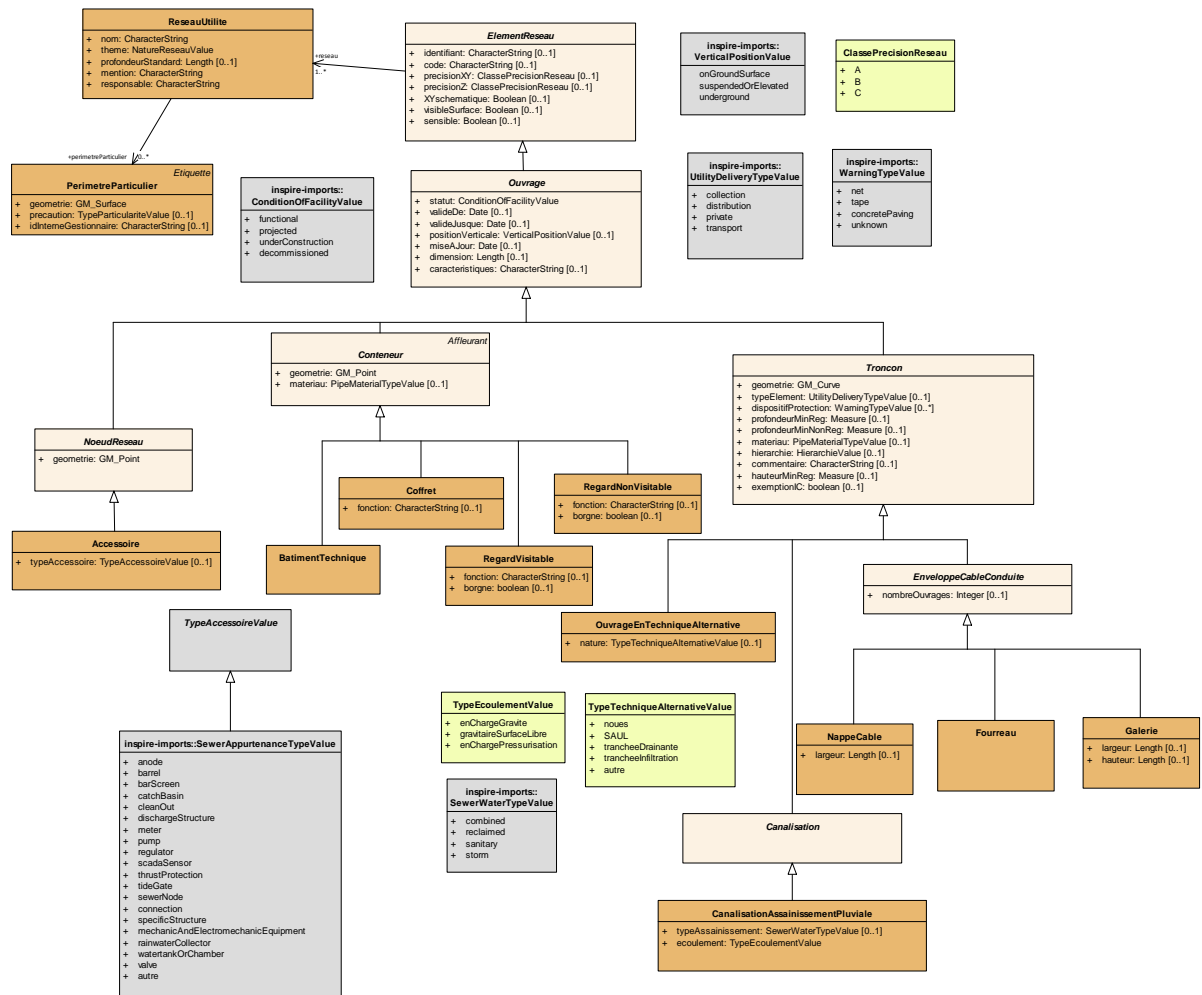 ReseauUtilite
+ nom: CharacterString
+ theme: NatureReseauValue
+ profondeurStandard: Length [0..1]
+ mention: CharacterString
+ responsable: CharacterString
+reseau
1..*
ElementReseau
+ identifiant: CharacterString [0..1]
+ code: CharacterString [0..1]
+ precisionXY: ClassePrecisionReseau [0..1]
+ precisionZ: ClassePrecisionReseau [0..1]
+ XYschematique: Boolean [0..1]
+ visibleSurface: Boolean [0..1]
+ sensible: Boolean [0..1]
inspire-imports::
VerticalPositionValue
onGroundSurface
suspendedOrElevated
underground
ClassePrecisionReseau
+ A
+ B
+ C
+perimetreParticulier
0..*
Etiquette
PerimetreParticulier
+ geometrie: GM_Surface
+ precaution: TypeParticulariteValue [0..1]
+ idInterneGestionnaire: CharacterString [0..1]
inspire-imports::
ConditionOfFacilityValue
+ functional
+ projected
+ underConstruction
+ decommissioned
Ouvrage
+ statut: ConditionOfFacilityValue
+ valideDe: Date [0..1]
+ valideJusque: Date [0..1]
+ positionVerticale: VerticalPositionValue [0..1]
+ miseAJour: Date [0..1]
+ dimension: Length [0..1]
+ caracteristiques: CharacterString [0..1]
inspire-imports::
UtilityDeliveryTypeValue
+ collection
+ distribution
+ private
+ transport
inspire-imports::
WarningTypeValue
+ net
+ tape
+ concretePaving
+ unknown
Affleurant
Conteneur
+ geometrie: GM_Point
+ materiau: PipeMaterialTypeValue [0..1]
Troncon
+ geometrie: GM_Curve
+ typeElement: UtilityDeliveryTypeValue [0..1]
+ dispositifProtection: WarningTypeValue [0..*]
+ profondeurMinReg: Measure [0..1]
+ profondeurMinNonReg: Measure [0..1]
+ materiau: PipeMaterialTypeValue [0..1]
+ hierarchie: HierarchieValue [0..1]
+ commentaire: CharacterString [0..1]
+ hauteurMinReg: Measure [0..1]
+ exemptionIC: boolean [0..1]
NoeudReseau
+ geometrie: GM_Point
Coffret
+ fonction: CharacterString [0..1]
RegardNonVisitable
+ fonction: CharacterString [0..1]
+ borgne: boolean [0..1]
Accessoire
+ typeAccessoire: TypeAccessoireValue [0..1]
BatimentTechnique
RegardVisitable
+ fonction: CharacterString [0..1]
+ borgne: boolean [0..1]
EnveloppeCableConduite
+ nombreOuvrages: Integer [0..1]
OuvrageEnTechniqueAlternative
+ nature: TypeTechniqueAlternativeValue [0..1]
TypeAccessoireValue
TypeEcoulementValue
+ enChargeGravite
+ gravitaireSurfaceLibre
+ enChargePressurisation
TypeTechniqueAlternativeValue
+ noues
+ SAUL
+ trancheeDrainante
+ trancheeInfiltration
+ autre
NappeCable
+ largeur: Length [0..1]
Fourreau
Galerie
+ largeur: Length [0..1]
+ hauteur: Length [0..1]
inspire-imports::SewerAppurtenanceTypeValue
+ anode
+ barrel
+ barScreen
+ catchBasin
+ cleanOut
+ dischargeStructure
+ meter
+ pump
+ regulator
+ scadaSensor
+ thrustProtection
+ tideGate
+ sewerNode
+ connection
+ specificStructure
+ mechanicAndElectromechanicEquipment
+ rainwaterCollector
+ watertankOrChamber
+ valve
+ autre
inspire-imports::
SewerWaterTypeValue
+ combined
+ reclaimed
+ sanitary
+ storm
Canalisation
CanalisationAssainissementPluviale
+ typeAssainissement: SewerWaterTypeValue [0..1]
+ ecoulement: TypeEcoulementValue